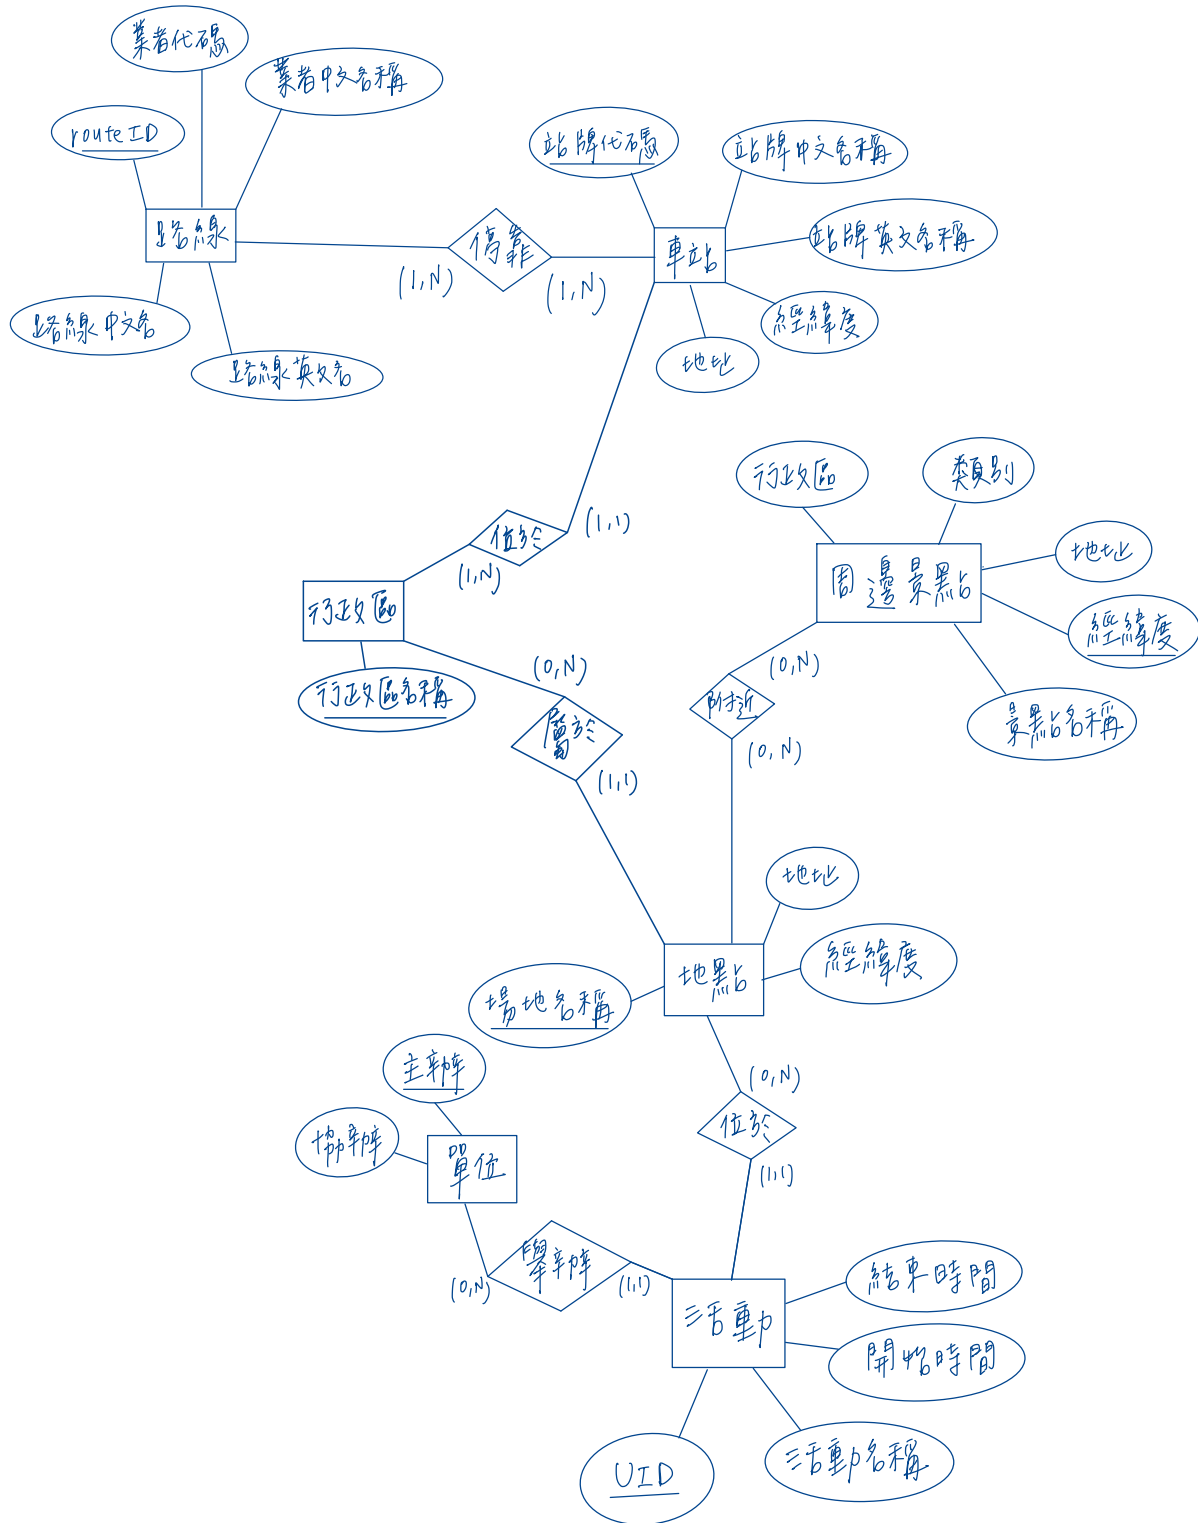 業者代碼
業者中文名稱
routeID
路線
路線中文名
路線英文名
停靠
(1,N)
(1,N)
站牌代碼
站牌中文名稱
站牌英文名稱
車站
經緯度
地址
位於
(1,1)
(1,N)
行政區
行政區名稱
(0,N)
屬於
(1,1)
行政區
類別
地址
周邊景點
經緯度
景點名稱
(0,N)
附近
(0,N)
地址
地點
經緯度
場地名稱
(0,N)
位於
(1,1)
主辦
協辦
單位
(0,N)
舉辦
(1,1)
活動
結束時間
開始時間
活動名稱
UID